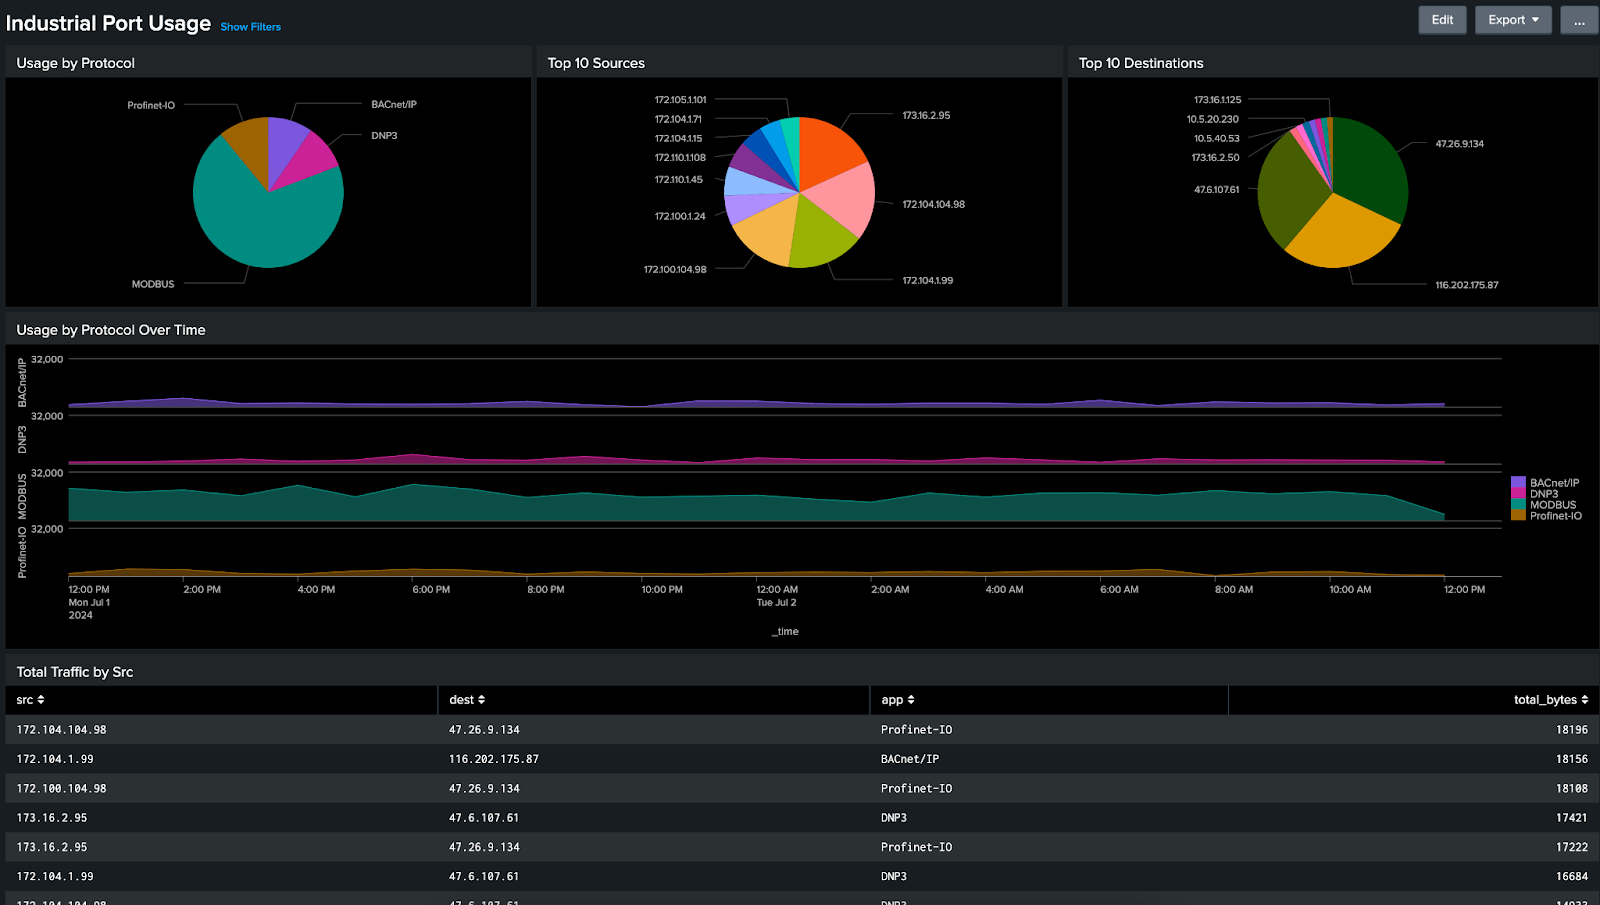 Industrial Port Usage Show Filters
Edit Export ...
Usage by Protocol
Profinet-IO
BACnet/IP
DNP3
MODBUS
Top 10 Sources
172.105.1.101
172.104.1.71
172.104.1.15
172.110.1.108
172.110.1.45
172.100.1.24
172.100.104.98
173.16.2.95
172.104.104.98
172.104.1.99
Top 10 Destinations
173.16.1.125
10.5.20.230
10.5.40.53
173.16.2.50
47.6.107.61
47.26.9.134
116.202.175.87
Usage by Protocol Over Time
BACnet/IP
32,000
DNP3
32,000
MODBUS
32,000
Profinet-IO
32,000
12:00 PM 2:00 PM 4:00 PM 6:00 PM 8:00 PM 10:00 PM 12:00 AM 2:00 AM 4:00 AM 6:00 AM 8:00 AM 10:00 AM 12:00 PM
Mon Jul 1 Tue Jul 2
2024
_time
BACnet/IP
DNP3
MODBUS
Profinet-IO
Total Traffic by Src
src dest app total_bytes
172.104.104.98 47.26.9.134 Profinet-IO 18196
172.104.1.99 116.202.175.87 BACnet/IP 18156
172.100.104.98 47.26.9.134 Profinet-IO 18108
173.16.2.95 47.6.107.61 DNP3 17421
173.16.2.95 47.26.9.134 Profinet-IO 17222
172.104.1.99 47.6.107.61 DNP3 16684
172.104.104.98 47.6.107.61 DNP3